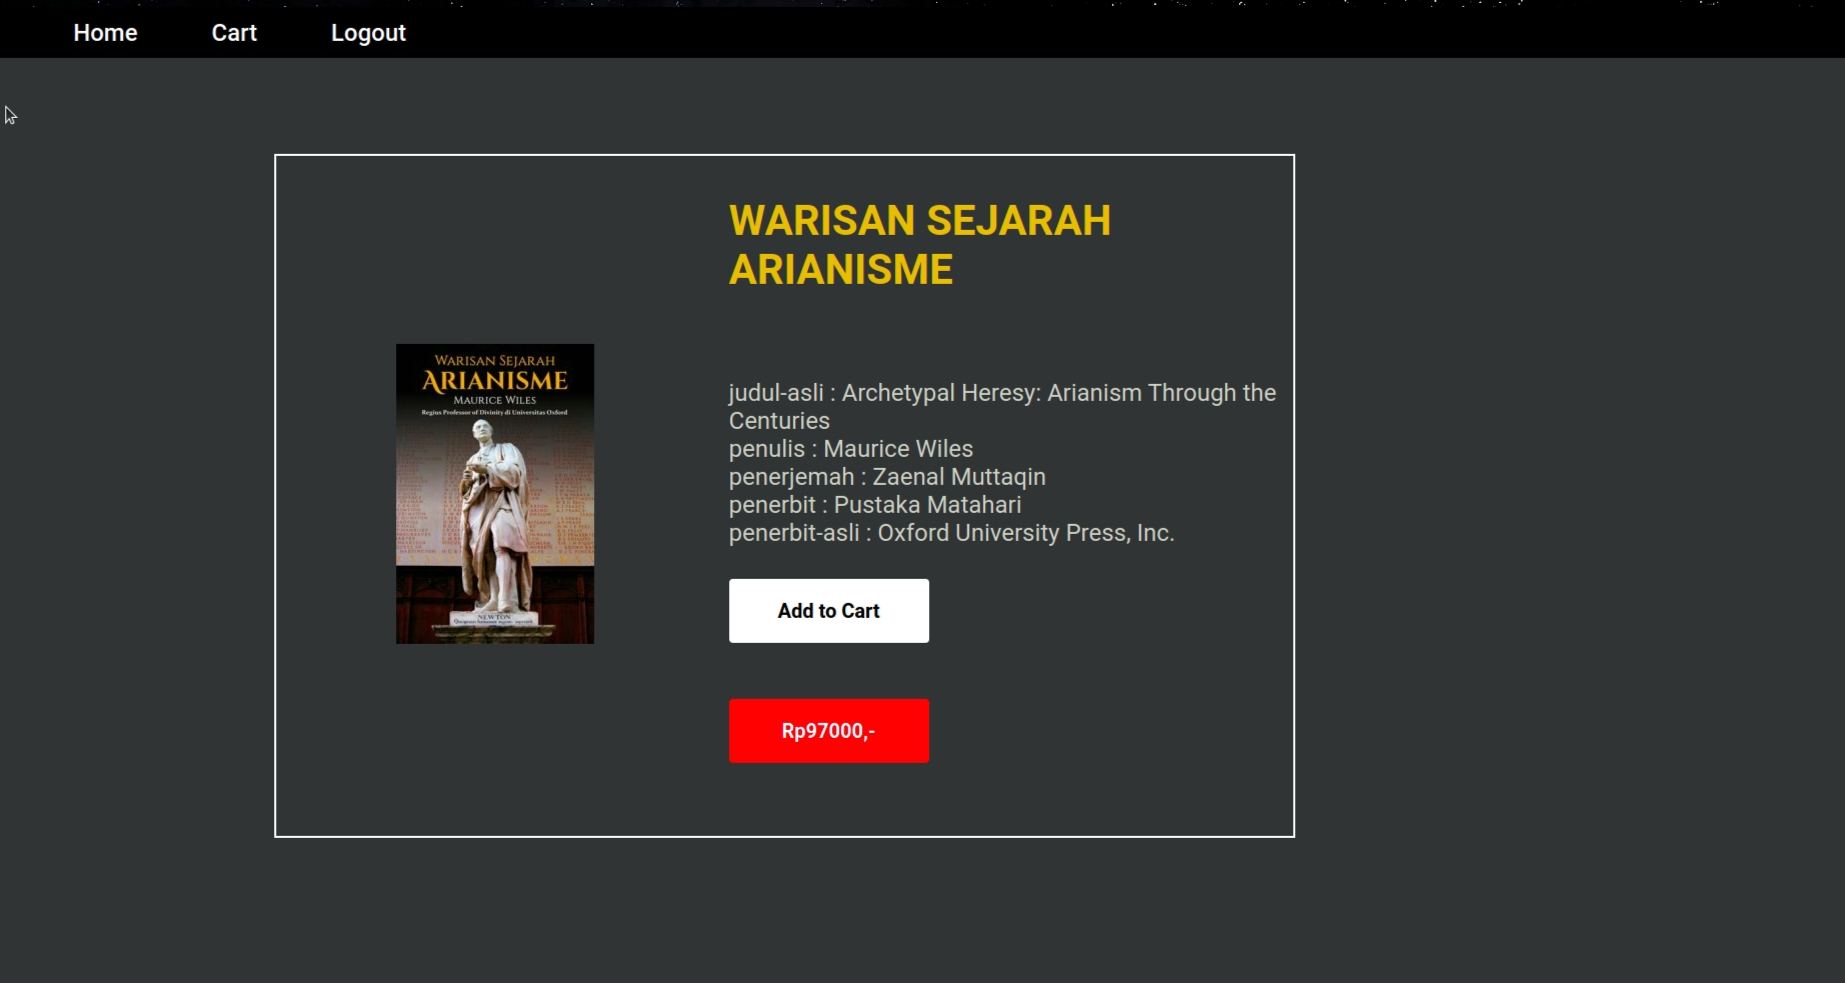 Home
Cart
Logout
WARISAN SEJARAH
ARIANISME
WARISAN SEJARAH
ARIANISME
MAURICE WILES
Regius Professor of Divinity di Universitas Oxford
NEWTON
judul-asli : Archetypal Heresy: Arianism Through the
Centuries
penulis : Maurice Wiles
penerjemah : Zaenal Muttaqin
penerbit : Pustaka Matahari
penerbit-asli : Oxford University Press, Inc.
Add to Cart
Rp97000,-